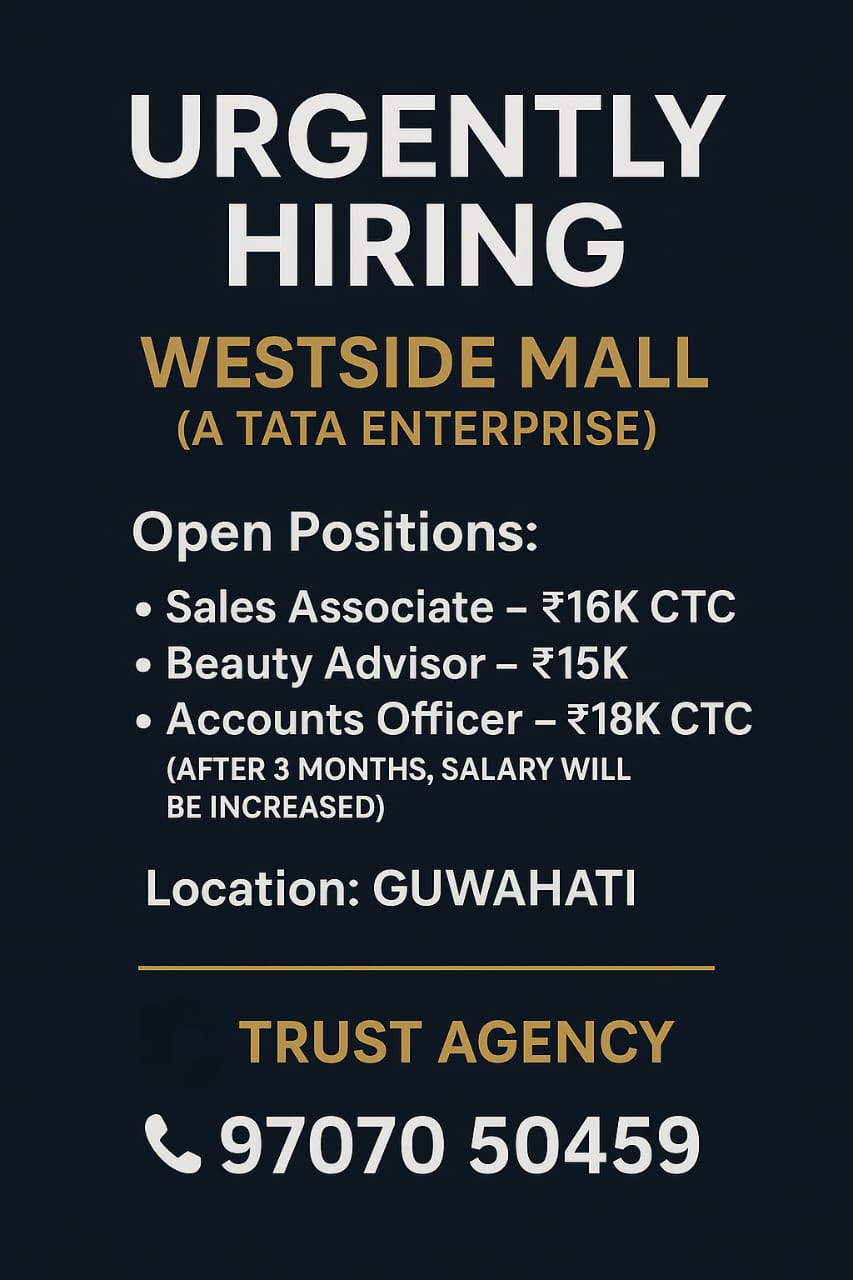 URGENTLY
HIRING
WESTSIDE MALL
(A TATA ENTERPRISE)
Open Positions:
• Sales Associate – ₹16K CTC
• Beauty Advisor – ₹15K
• Accounts Officer – ₹18K CTC
(AFTER 3 MONTHS, SALARY WILL
BE INCREASED)
Location: GUWAHATI
TRUST AGENCY
97070 50459